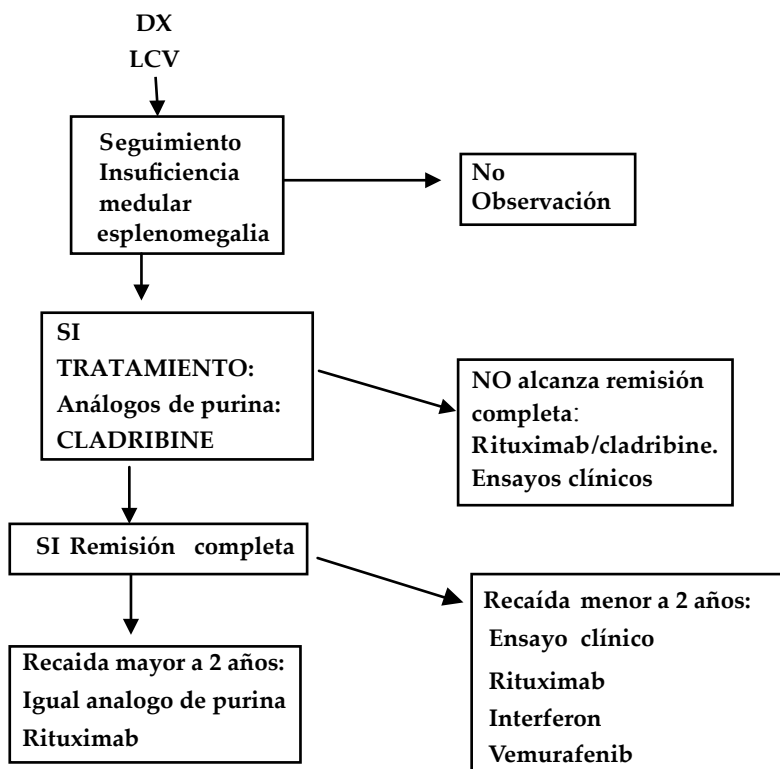 DX
LCV
Seguimiento
Insuficiencia
medular
esplenomegalia
No
Observación
SI
TRATAMIENTO:
Análogos de purina:
CLADRIBINE
NO alcanza remisión
completa:
Rituximab/cladribine.
Ensayos clínicos
SI Remisión completa
Recaída menor a 2 años:
Ensayo clínico
Rituximab
Interferon
Vemurafenib
Recaida mayor a 2 años:
Igual analogo de purina
Rituximab